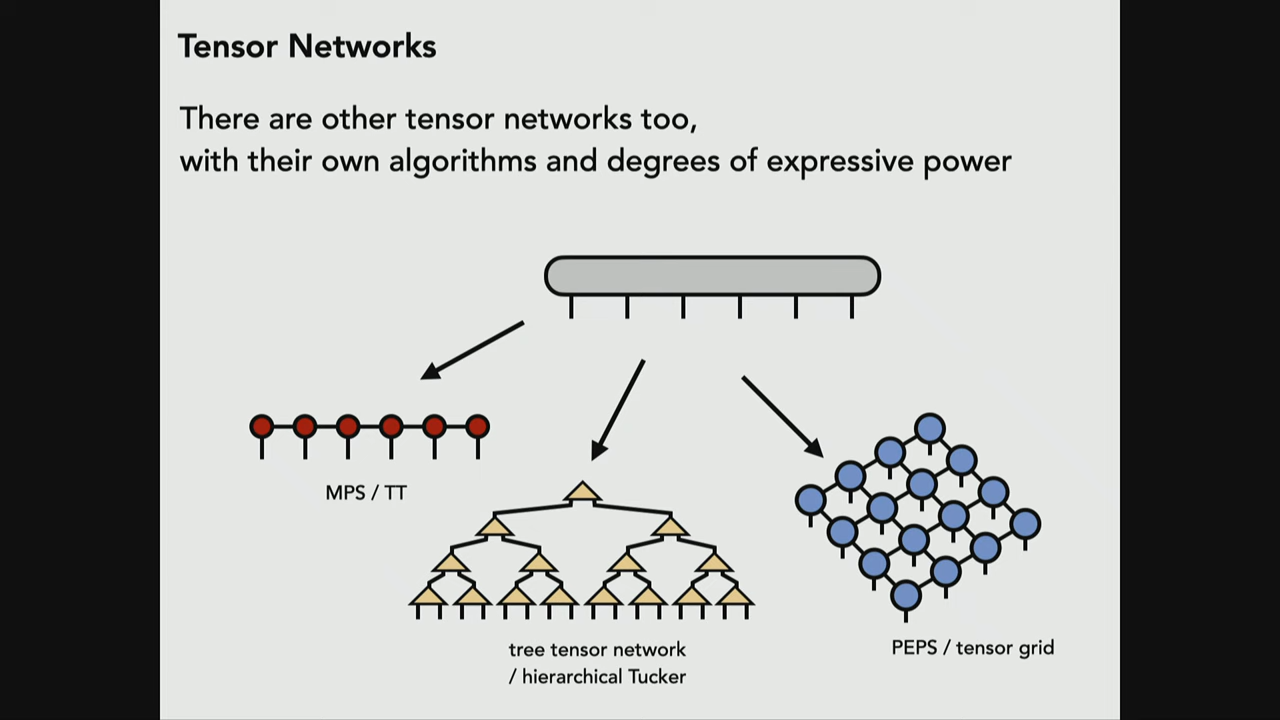 Tensor Networks
There are other tensor networks too,
with their own algorithms and degrees of expressive power
MPS / TT
tree tensor network
/ hierarchical Tucker
PEPS / tensor grid